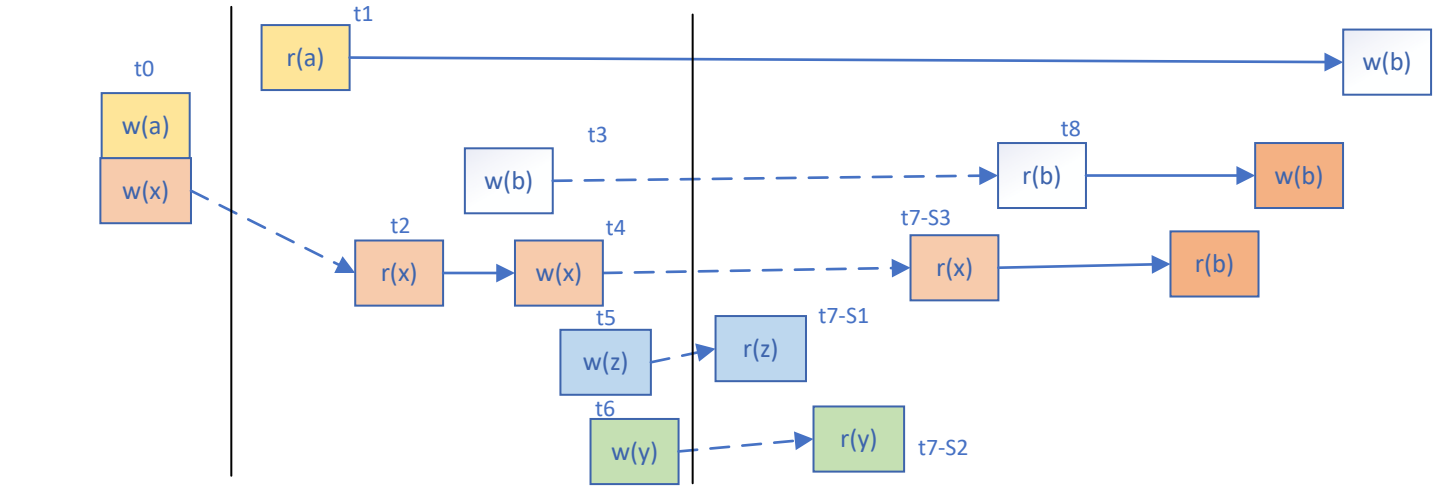 t1
r(a)
w(b)
t0
w(a)
w(x)
t3
w(b)
t8
r(b)
w(b)
t2
r(x)
t4
w(x)
t7-S3
r(x)
r(b)
t5
w(z)
t7-S1
r(z)
t6
w(y)
r(y)
t7-S2